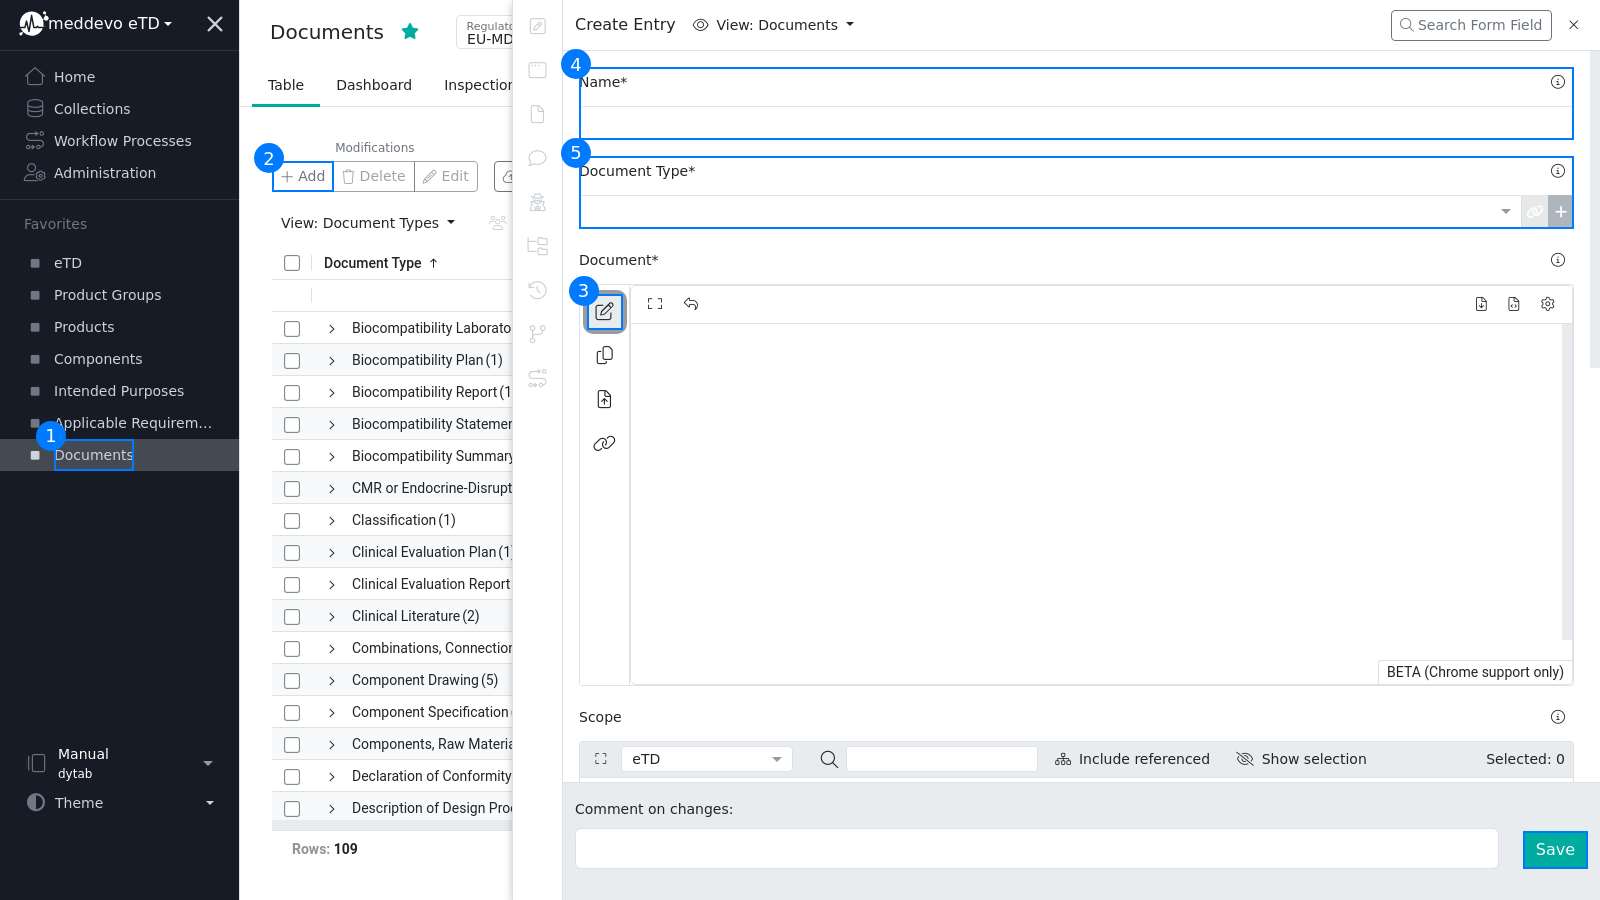 meddevo eTD
Home
Collections
Workflow Processes
Administration
Favorites
eTD
Product Groups
Products
Components
Intended Purposes
Applicable Requirem...
1
Documents
Manual
dytab
Theme
Documents
Regulato
EU-MD
Table
Dashboard
Inspection
Modifications
2
Add
Delete
Edit
View: Document Types
Document Type
Biocompatibility Laborato
Biocompatibility Plan (1)
Biocompatibility Report (1
Biocompatibility Statemen
Biocompatibility Summary
CMR or Endocrine-Disrupt
Classification (1)
Clinical Evaluation Plan (1)
Clinical Evaluation Report
Clinical Literature (2)
Combinations, Connection
Component Drawing (5)
Component Specification
Components, Raw Materia
Declaration of Conformity
Description of Design Pro
Rows: 109
Create Entry
View: Documents
Search Form Field
4
Name*
5
Document Type*
Document*
3
BETA (Chrome support only)
Scope
eTD
Include referenced
Show selection
Selected: 0
Comment on changes:
Save